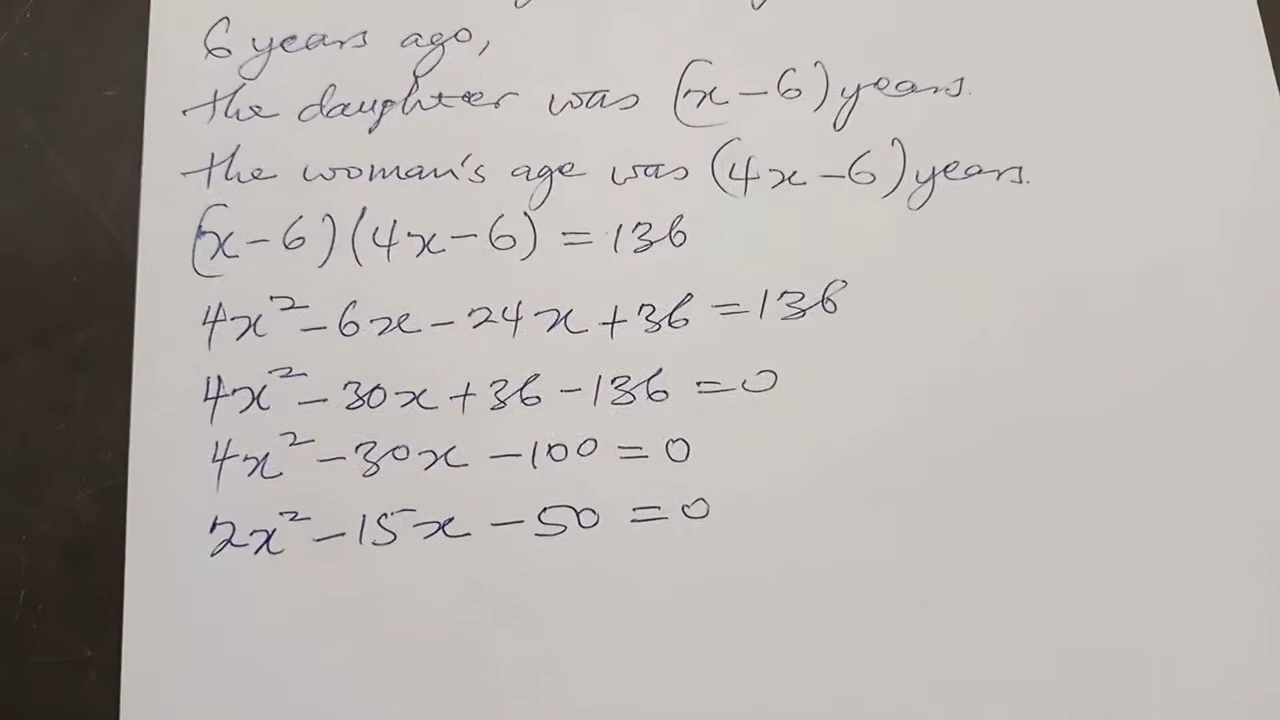 6 years ago,
the daughter was (x-6) years.
the woman's age was (4x-6) years.
(x-6)(4x-6) = 136
4x² - 6x - 24x + 36 = 136
4x² - 30x + 36 - 136 = 0
4x² - 30x - 100 = 0
2x² - 15x - 50 = 0